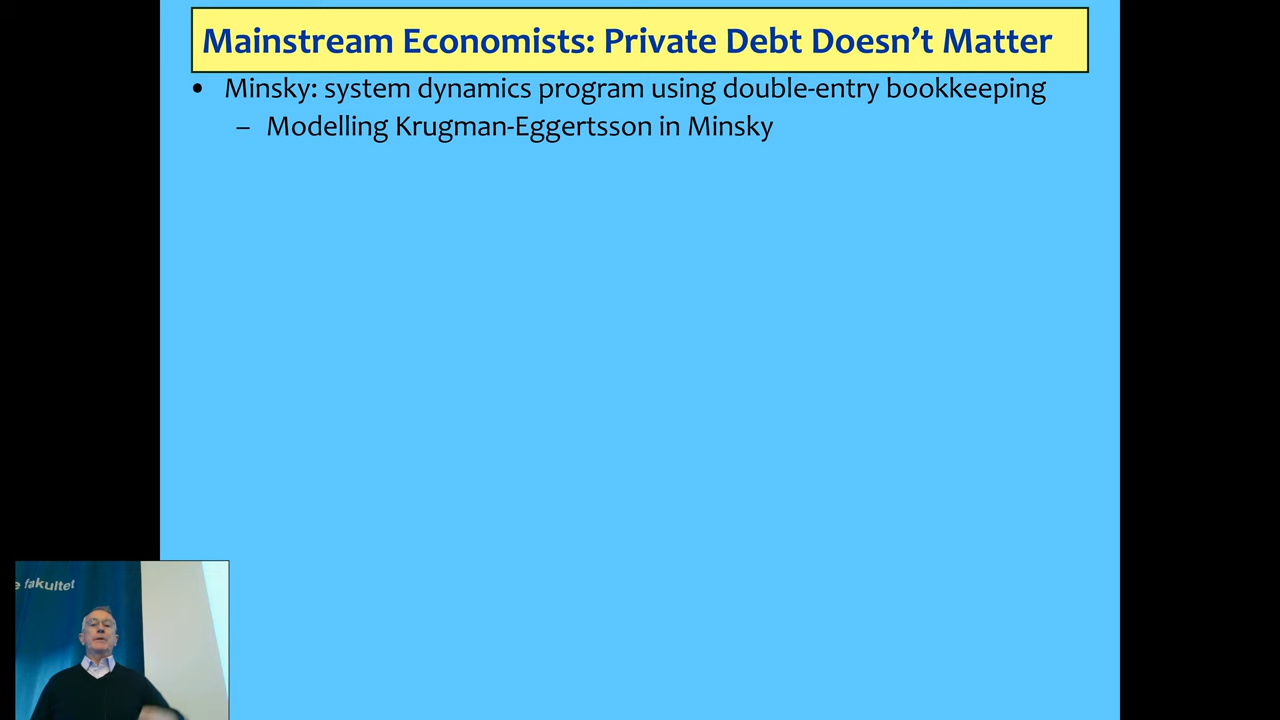 Mainstream Economists: Private Debt Doesn’t Matter
• Minsky: system dynamics program using double-entry bookkeeping
– Modelling Krugman-Eggertsson in Minsky
e fakultet